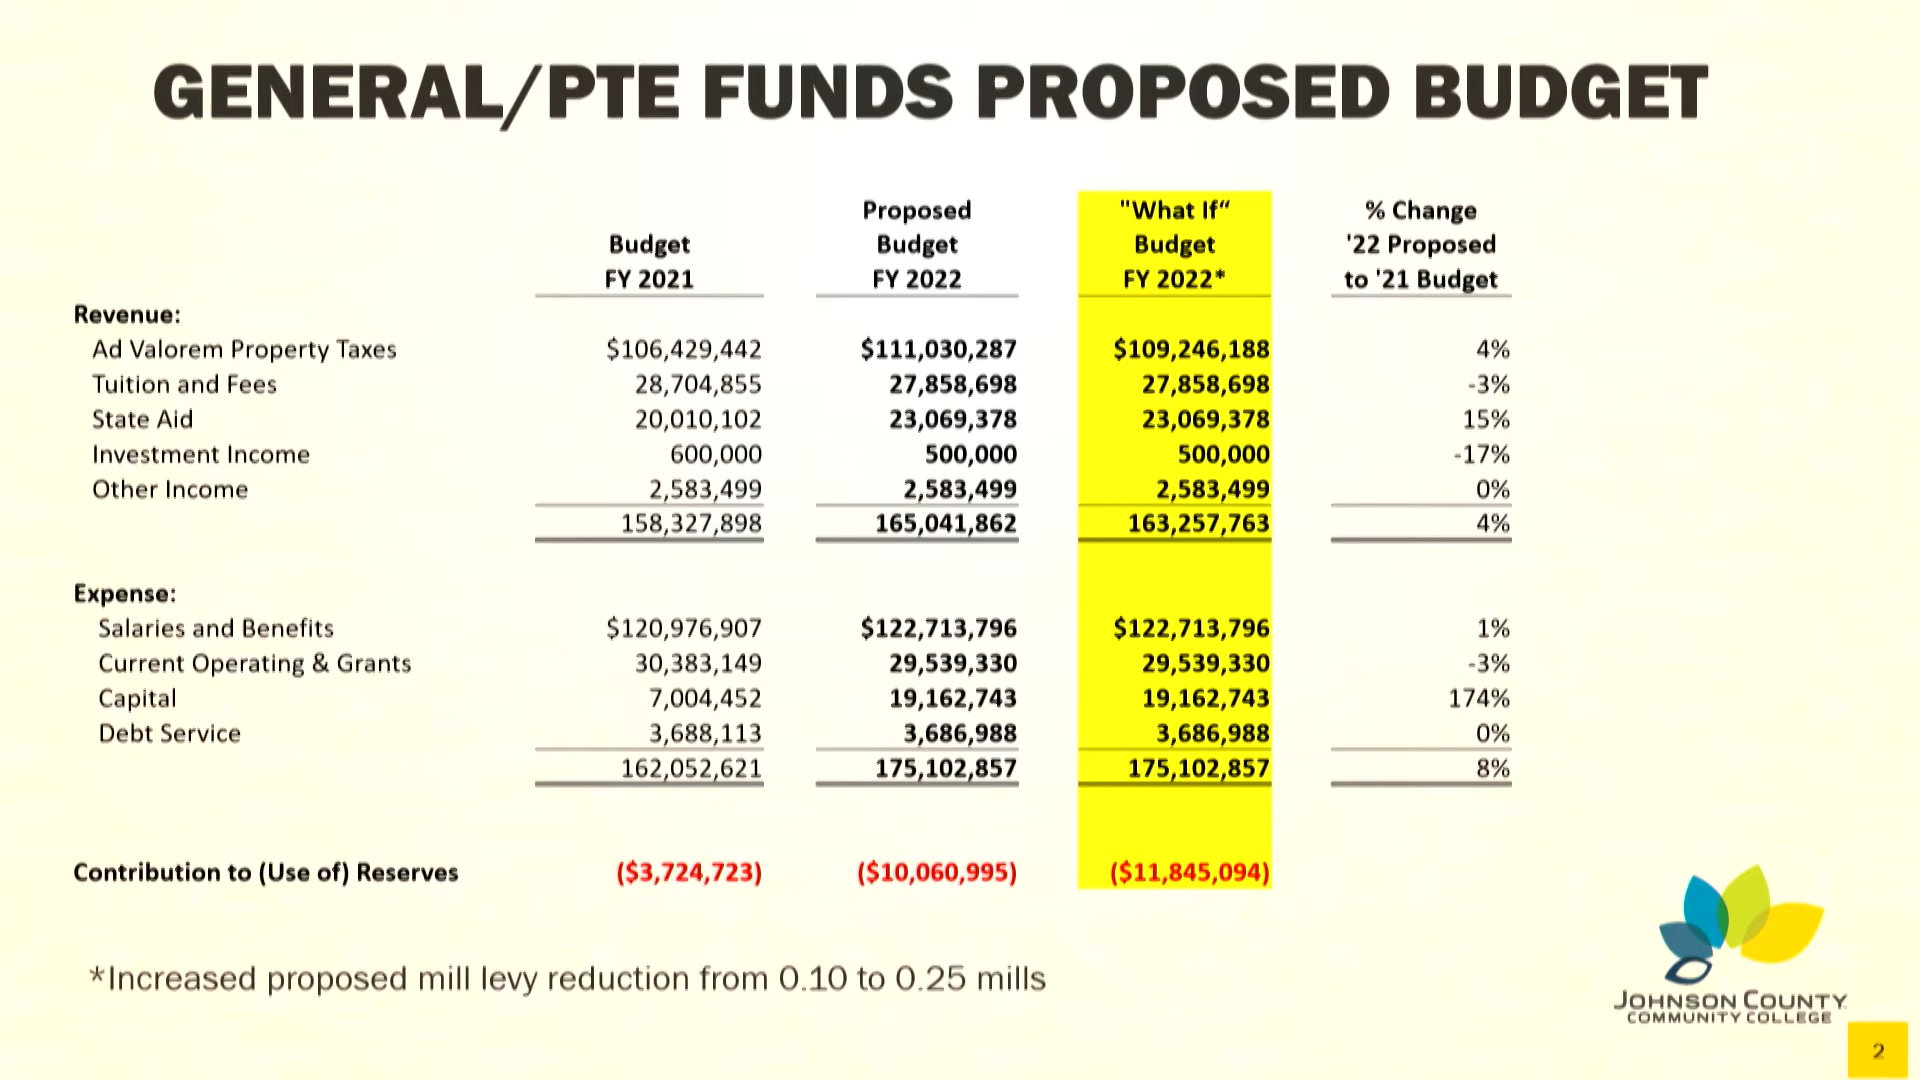 GENERAL/PTE FUNDS PROPOSED BUDGET
Proposed "What If“ % Change
Budget Budget Budget '22 Proposed
FY 2021 FY 2022 FY 2022* to '21 Budget
Revenue:
Ad Valorem Property Taxes $106,429,442 $111,030,287 $109,246,188 4%
Tuition and Fees 28,704,855 27,858,698 27,858,698 -3%
State Aid 20,010,102 23,069,378 23,069,378 15%
Investment Income 600,000 500,000 500,000 -17%
Other Income 2,583,499 2,583,499 2,583,499 0%
158,327,898 165,041,862 163,257,763 4%
Expense:
Salaries and Benefits $120,976,907 $122,713,796 $122,713,796 1%
Current Operating & Grants 30,383,149 29,539,330 29,539,330 -3%
Capital 7,004,452 19,162,743 19,162,743 174%
Debt Service 3,688,113 3,686,988 3,686,988 0%
162,052,621 175,102,857 175,102,857 8%
Contribution to (Use of) Reserves ($3,724,723) ($10,060,995) ($11,845,094)
*Increased proposed mill levy reduction from 0.10 to 0.25 mills
JOHNSON COUNTY
COMMUNITY COLLEGE
2